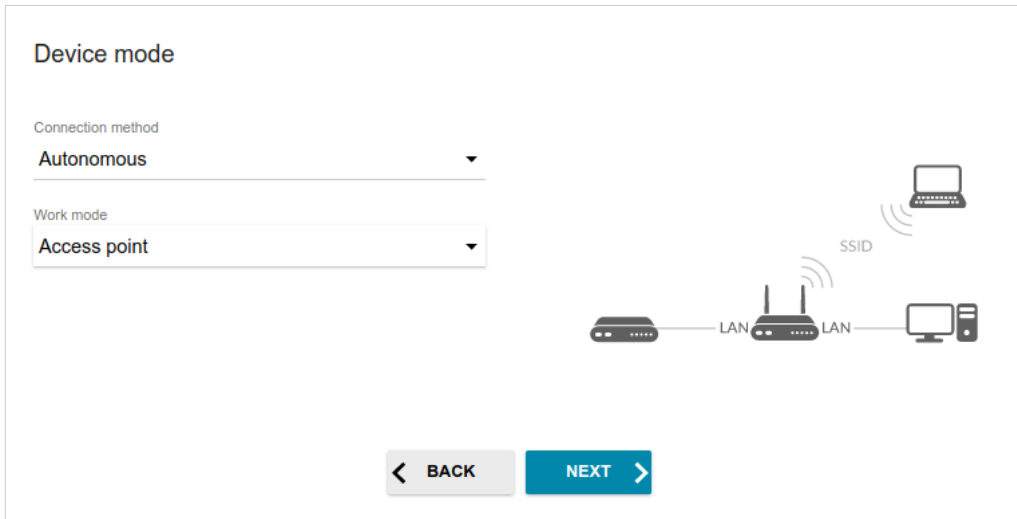 Device mode
Connection method
Autonomous
Work mode
Access point
SSID
LAN LAN
BACK NEXT